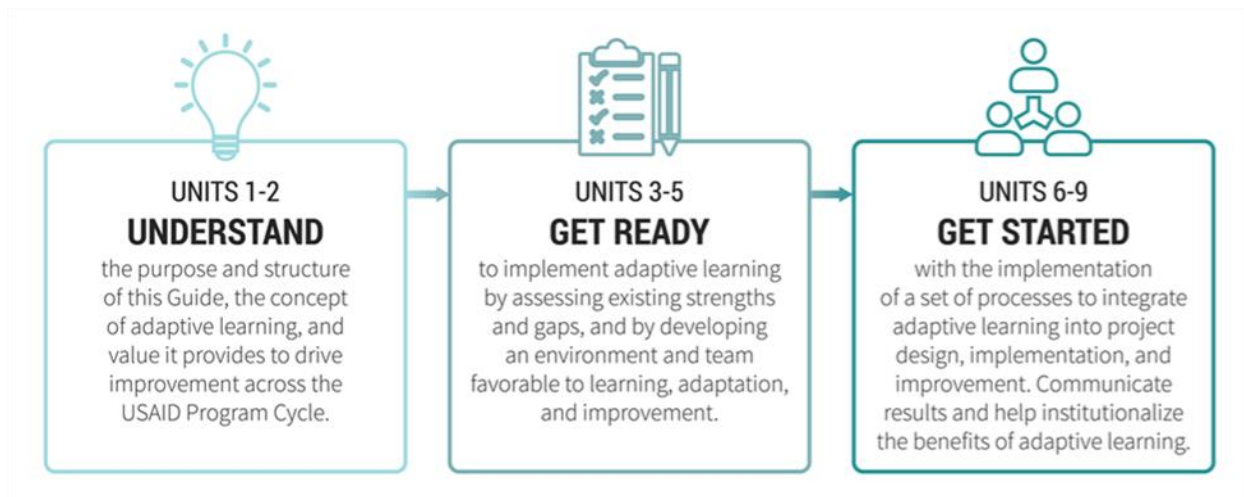 UNITS 1-2
UNDERSTAND
the purpose and structure
of this Guide, the concept
of adaptive learning, and
value it provides to drive
improvement across the
USAID Program Cycle.
UNITS 3-5
GET READY
to implement adaptive learning
by assessing existing strengths
and gaps, and by developing
an environment and team
favorable to learning, adaptation,
and improvement.
UNITS 6-9
GET STARTED
with the implementation
of a set of processes to integrate
adaptive learning into project
design, implementation, and
improvement. Communicate
results and help institutionalize
the benefits of adaptive learning.